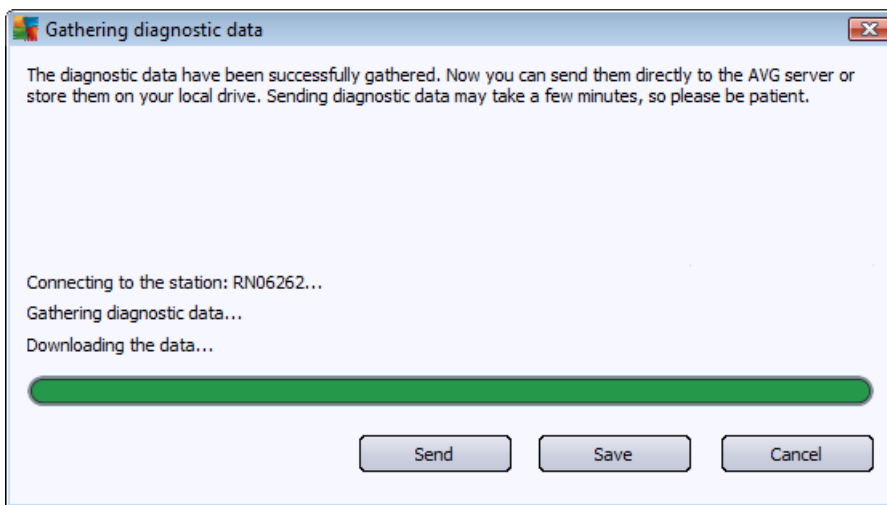 Gathering diagnostic data
The diagnostic data have been successfully gathered. Now you can send them directly to the AVG server or
store them on your local drive. Sending diagnostic data may take a few minutes, so please be patient.
Connecting to the station: RN06262...
Gathering diagnostic data...
Downloading the data...
Send Save Cancel